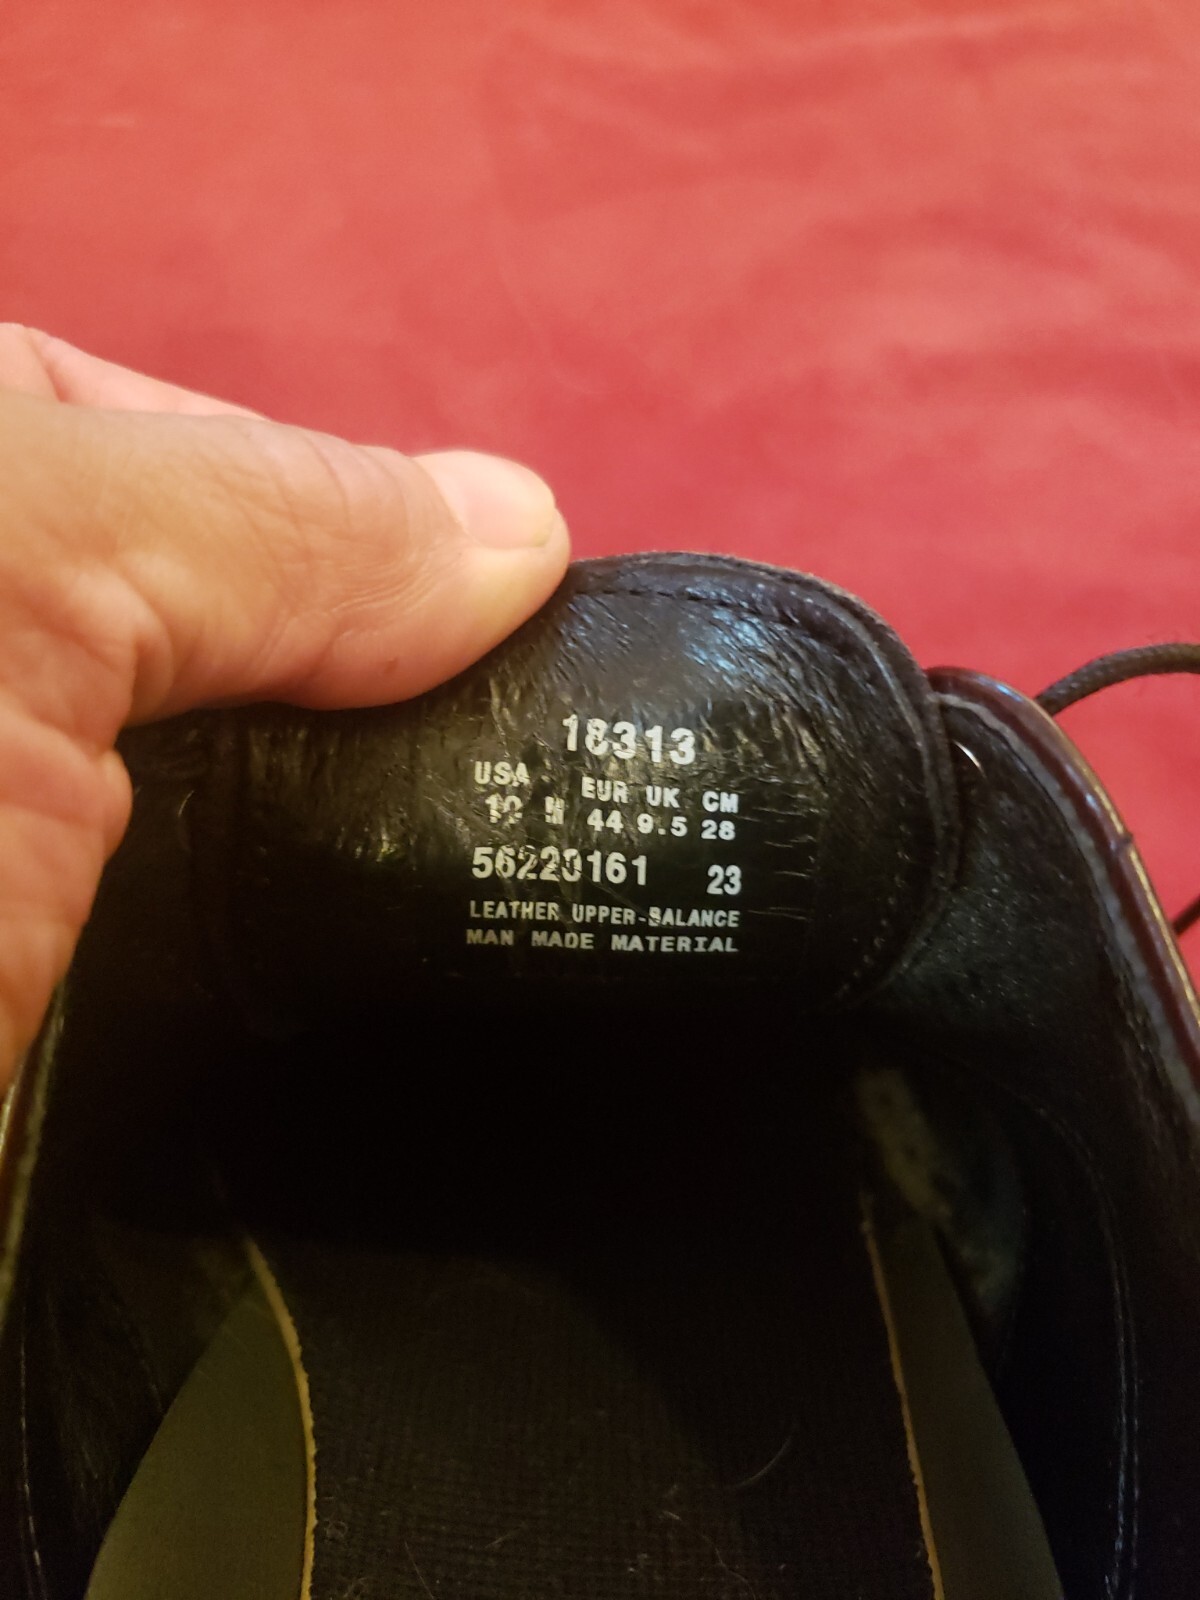 18313
USA EUR UK CM
10 M 44 9.5 28
56220161 23
LEATHER UPPER-BALANCE
MAN MADE MATERIAL